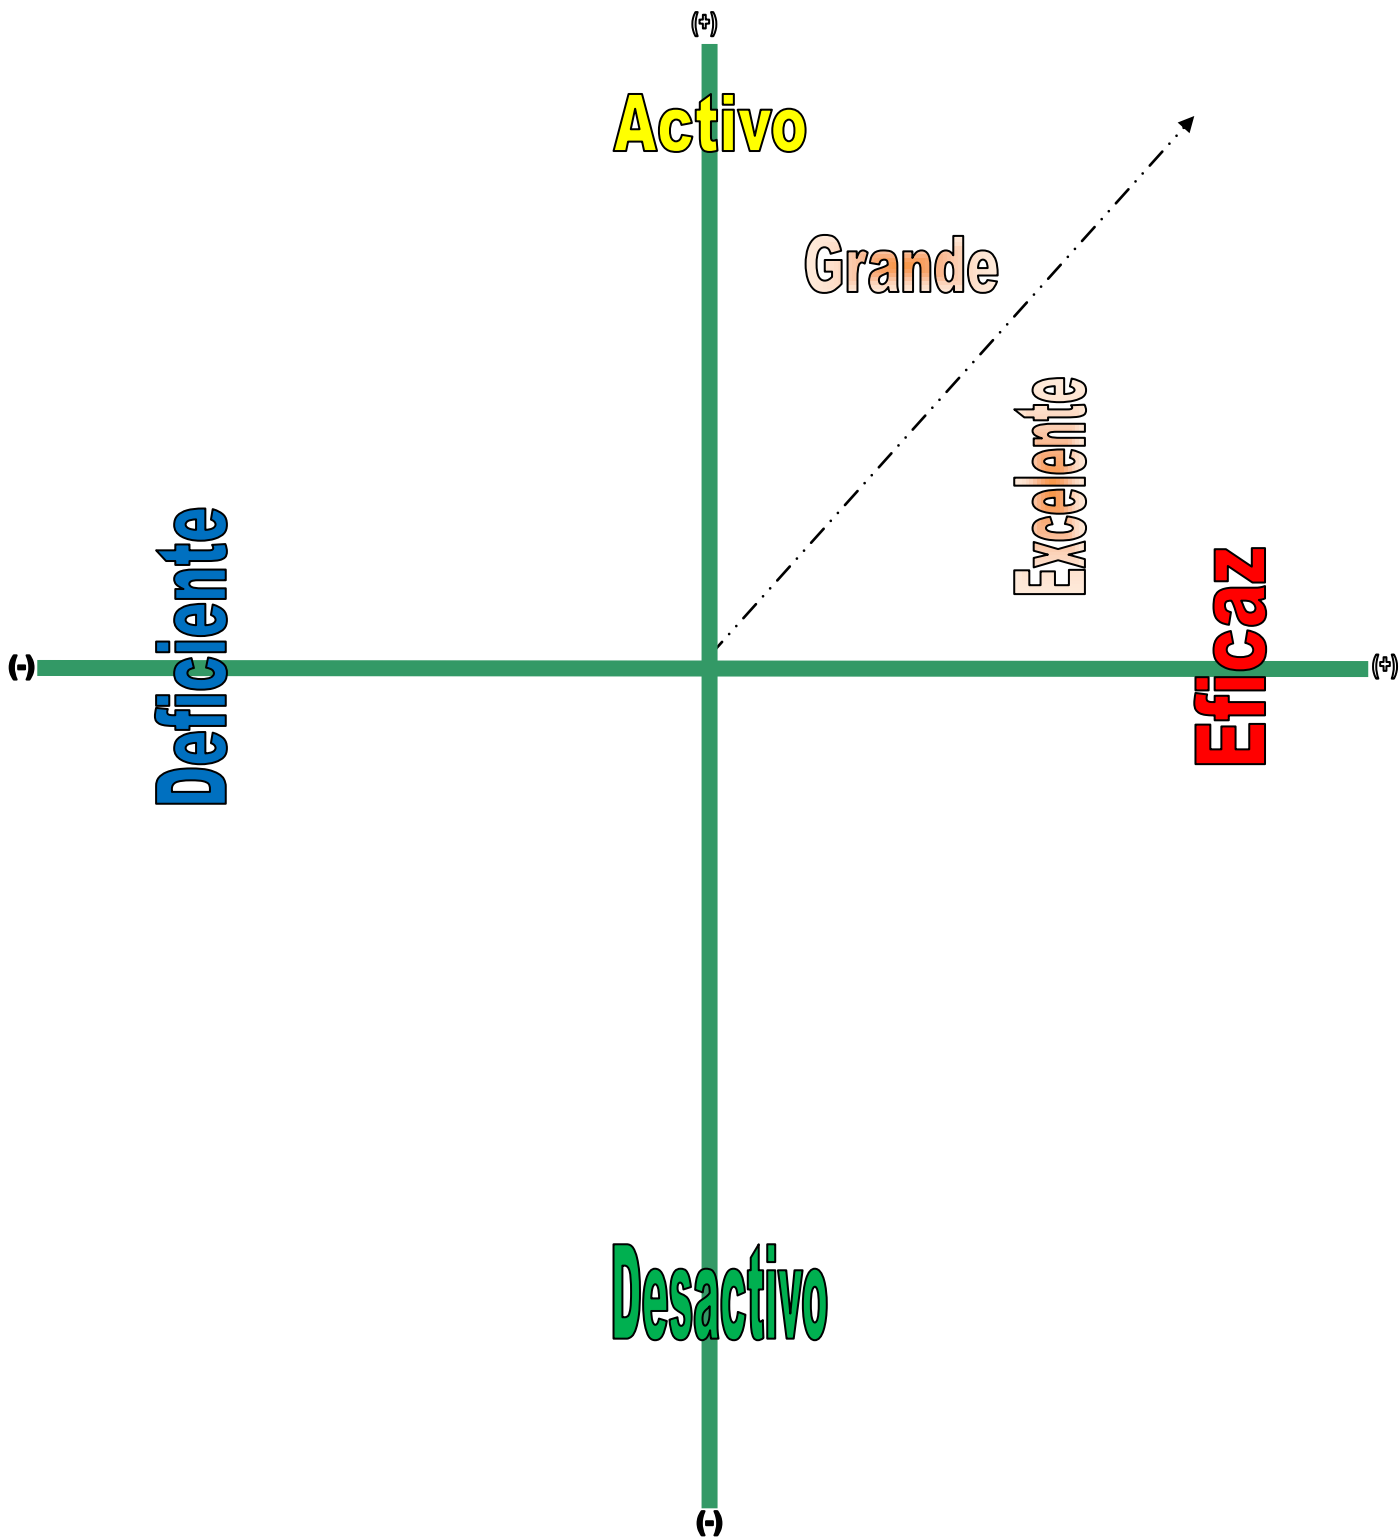 (+)
Activo
Grande
Excelente
Deficiente
Eficaz
(-)
(+)
Desactivo
(-)